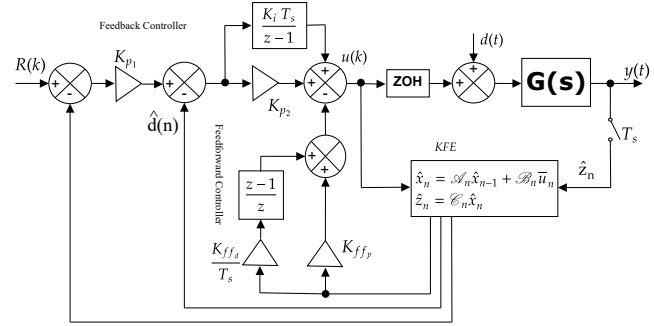 Feedback Controller
K_i T_s
z − 1
R(k)
K_{p_1}
u(k)
d(t)
y(t)
+
-
+
-
K_{p_2}
+
+
-
ZOH
+
+
G(s)
d̂(n)
T_s
Feedforward Controller
+
+
KFE
ẑ_n
z − 1
z
x̂_n = 𝒜_n x̂_{n−1} + ℬ_n u̅_n
ẑ_n = 𝒞_n x̂_n
K_{ff_d}
T_s
K_{ff_p}